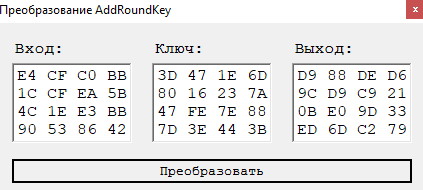 Преобразование AddRoundKey
x
Вход: Ключ: Выход:
E4 CF C0 BB 3D 47 1E 6D D9 88 DE D6
1C CF EA 5B 80 16 23 7A 9C D9 C9 21
4C 1E E3 BB 47 FE 7E 88 0B E0 9D 33
90 53 86 42 7D 3E 44 3B ED 6D C2 79
Преобразовать